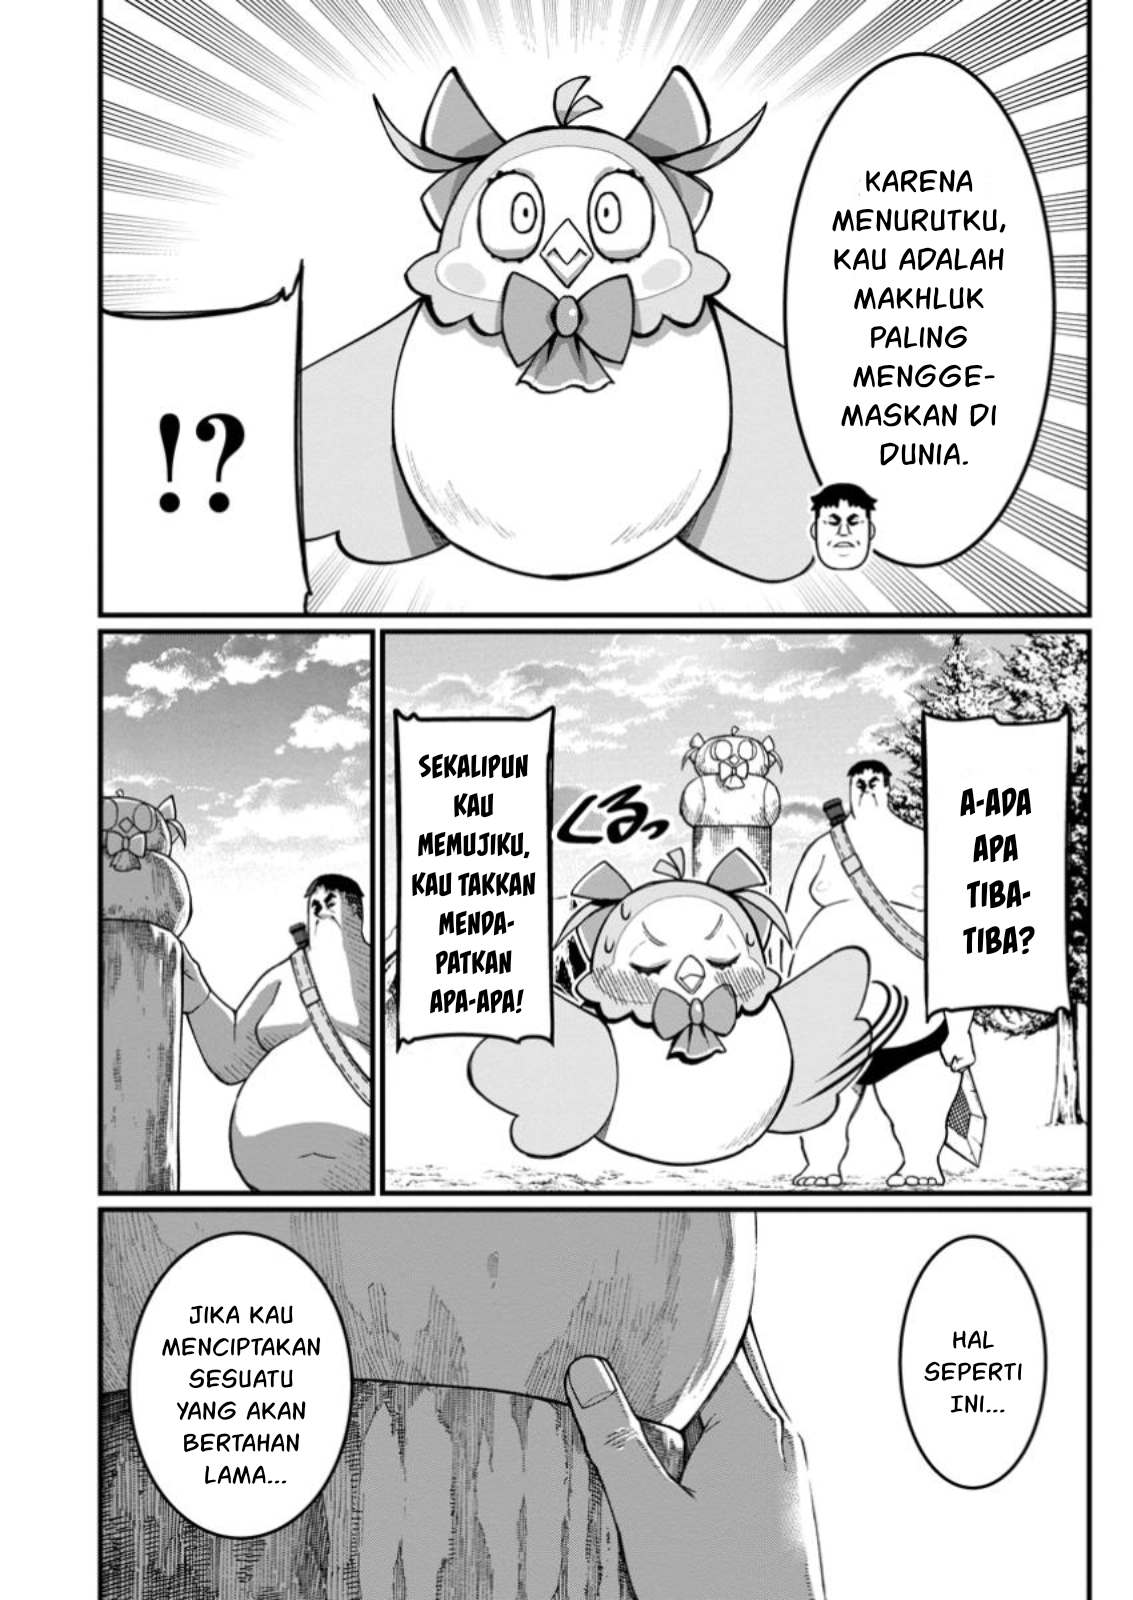 KARENA
MENURUTKU,
KAU ADALAH
MAKHLUK
PALING
MENGGE-
MASKAN DI
DUNIA.
!?
A-ADA
APA
TIBA-
TIBA?
くるっ
SEKALIPUN
KAU
MEMUJIKU,
KAU TAKKAN
MENDA-
PATKAN
APA-APA!
HAL
SEPERTI
INI...
JIKA KAU
MENCIPTAKAN
SESUATU
YANG AKAN
BERTAHAN
LAMA...